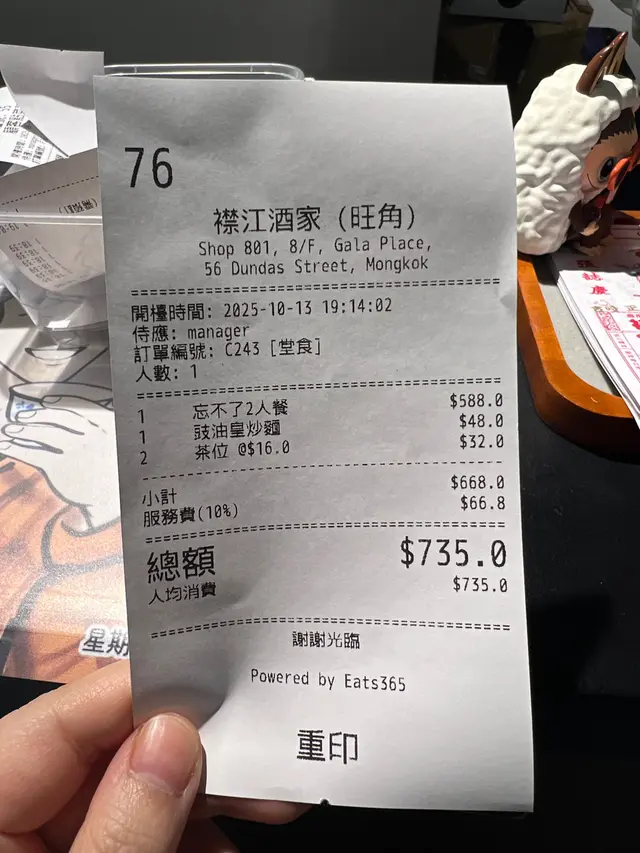 76
襟江酒家 (旺角)
Shop 801, 8/F, Gala Place,
56 Dundas Street, Mongkok
開檯時間: 2025-10-13 19:14:02
侍應: manager
訂單編號: C243 [堂食]
人數: 1
1 忘不了2人餐 $588.0
1 豉油皇炒麵 $48.0
2 茶位 @$16.0 $32.0
小計 $668.0
服務費(10%) $66.8
總額 $735.0
人均消費 $735.0
謝謝光臨
Powered by Eats365
重印
星期